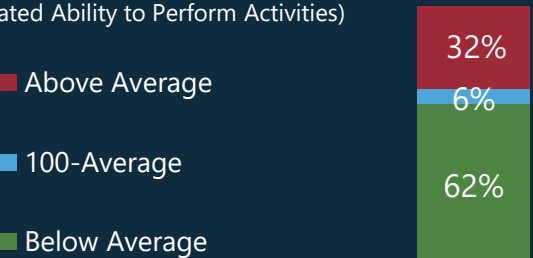 ated Ability to Perform Activities)
32%
Above Average
6%
100-Average
62%
Below Average